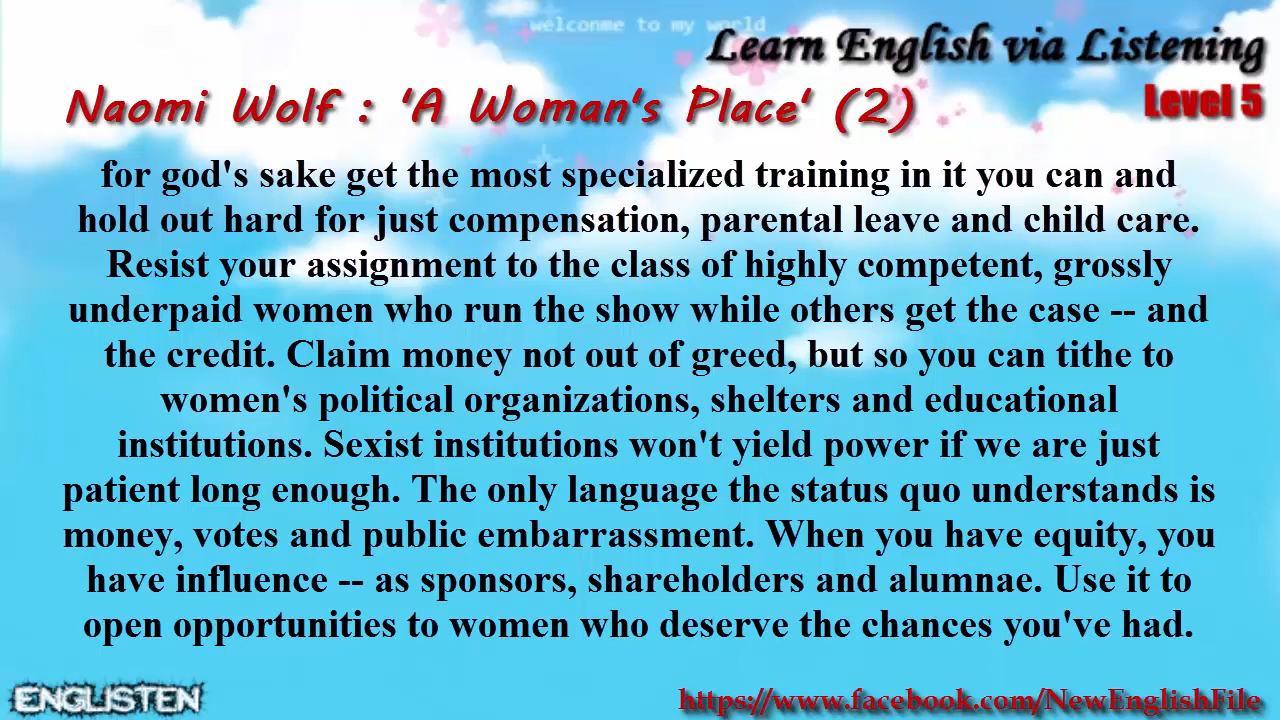 welconme to my world
Learn English via Listening
Level 5
Naomi Wolf : 'A Woman's Place' (2)
for god's sake get the most specialized training in it you can and
hold out hard for just compensation, parental leave and child care.
Resist your assignment to the class of highly competent, grossly
underpaid women who run the show while others get the case -- and
the credit. Claim money not out of greed, but so you can tithe to
women's political organizations, shelters and educational
institutions. Sexist institutions won't yield power if we are just
patient long enough. The only language the status quo understands is
money, votes and public embarrassment. When you have equity, you
have influence -- as sponsors, shareholders and alumnae. Use it to
open opportunities to women who deserve the chances you've had.
ENGLISTEN
https://www.facebook.com/NewEnglishFile